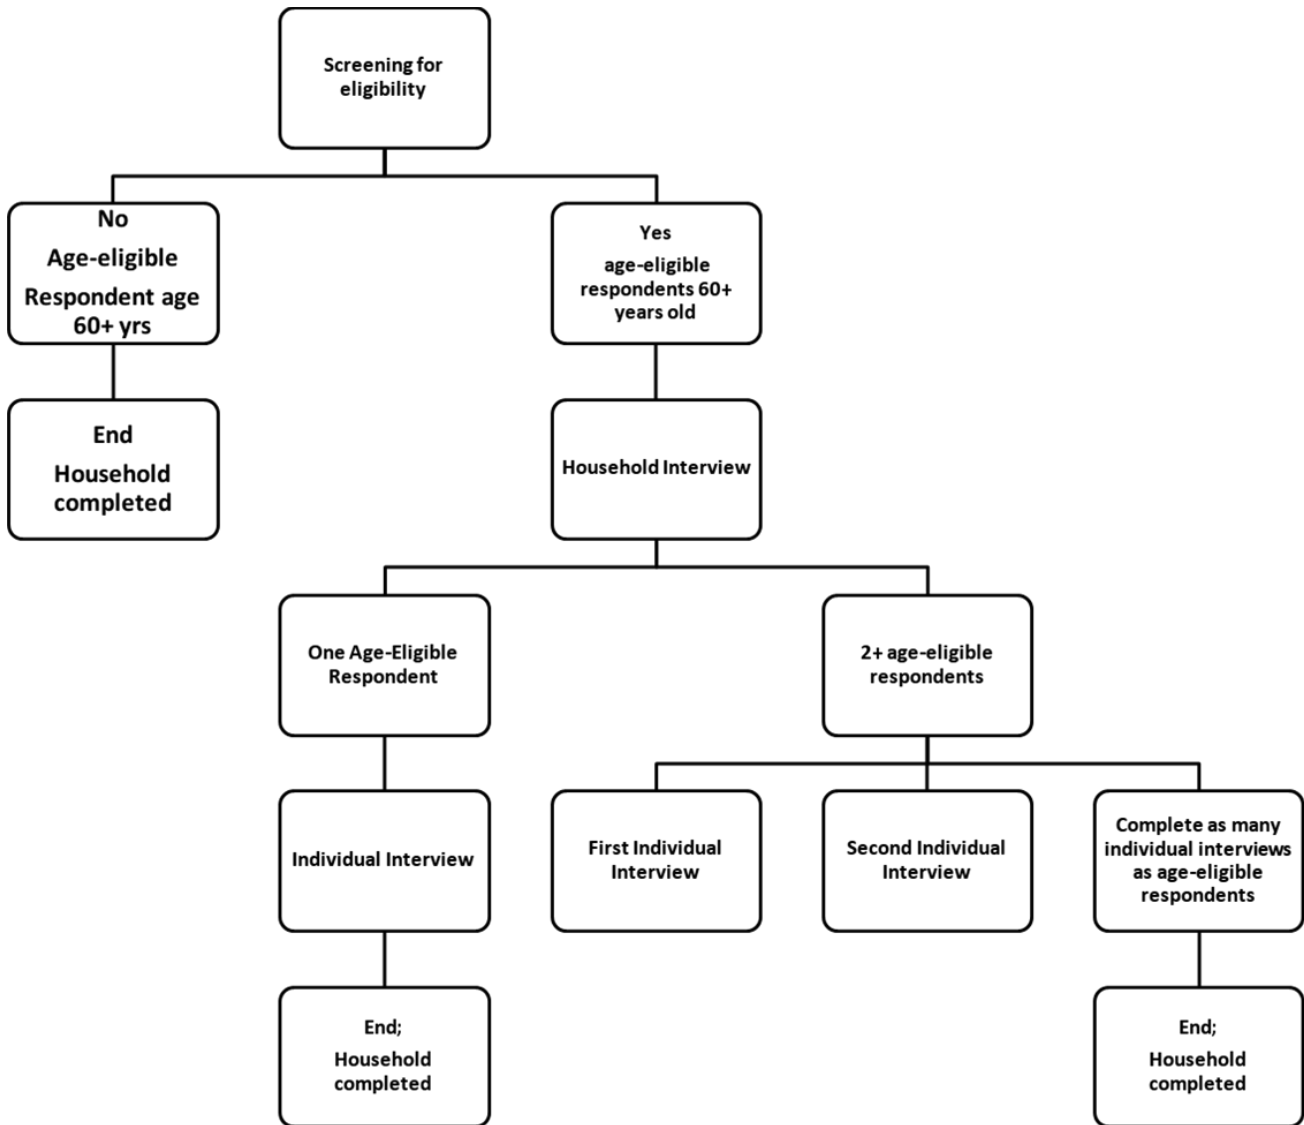 Screening for
eligibility
No
Age-eligible
Respondent age
60+ yrs
Yes
age-eligible
respondents 60+
years old
End
Household
completed
Household Interview
One Age-Eligible
Respondent
2+ age-eligible
respondents
Individual Interview
First Individual
Interview
Second Individual
Interview
Complete as many
individual interviews
as age-eligible
respondents
End;
Household
completed
End;
Household
completed